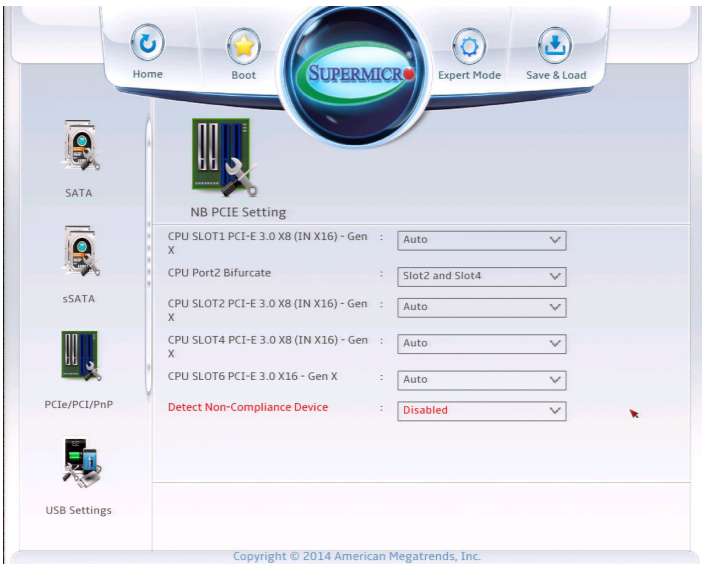 Home
Boot
SUPERMICRO
Expert Mode
Save & Load
SATA
sSATA
PCIe/PCI/PnP
USB Settings
NB PCIE Setting
CPU SLOT1 PCI-E 3.0 X8 (IN X16) - Gen X : Auto
CPU Port2 Bifurcate : Slot2 and Slot4
CPU SLOT2 PCI-E 3.0 X8 (IN X16) - Gen X : Auto
CPU SLOT4 PCI-E 3.0 X8 (IN X16) - Gen X : Auto
CPU SLOT6 PCI-E 3.0 X16 - Gen X : Auto
Detect Non-Compliance Device : Disabled
Copyright © 2014 American Megatrends, Inc.